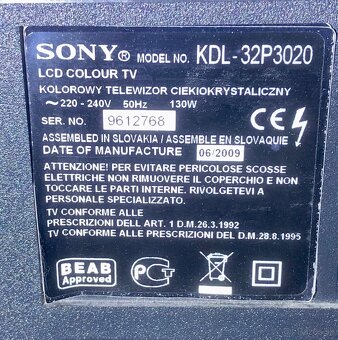 SONY® MODEL NO. KDL-32P3020
LCD COLOUR TV
KOLOROWY TELEWIZOR CIEKIOKRYSTALICZNY
~220 - 240V 50Hz 130W
SER. NO. 9612768 CE
ASSEMBLED IN SLOVAKIA / ASSEMBLE EN SLOVAQUIE
DATE OF MANUFACTURE 06/2009
ATTENZIONE! PER EVITARE PERICOLOSE SCOSSE
ELETTRICHE NON RIMUOVERE IL COPERCHIO E NON
TOCCARE LE PARTI INTERNE. RIVOLGETEVI A
PERSONALE SPECIALIZZATO.
TV CONFORME ALLE
PRESCRIZIONI DELL ART. 1 D.M.26.3.1992
TV CONFORME ALLE PRESCRIZIONI DEL D.M.28.8.1995
BEAB
Approved